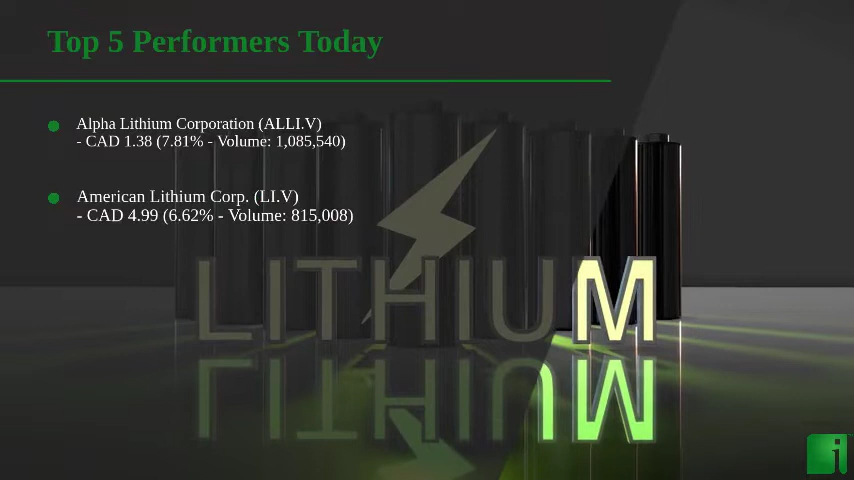 Top 5 Performers Today
Alpha Lithium Corporation (ALLI.V)
- CAD 1.38 (7.81% - Volume: 1,085,540)
American Lithium Corp. (LI.V)
- CAD 4.99 (6.62% - Volume: 815,008)
LITHIUM
i